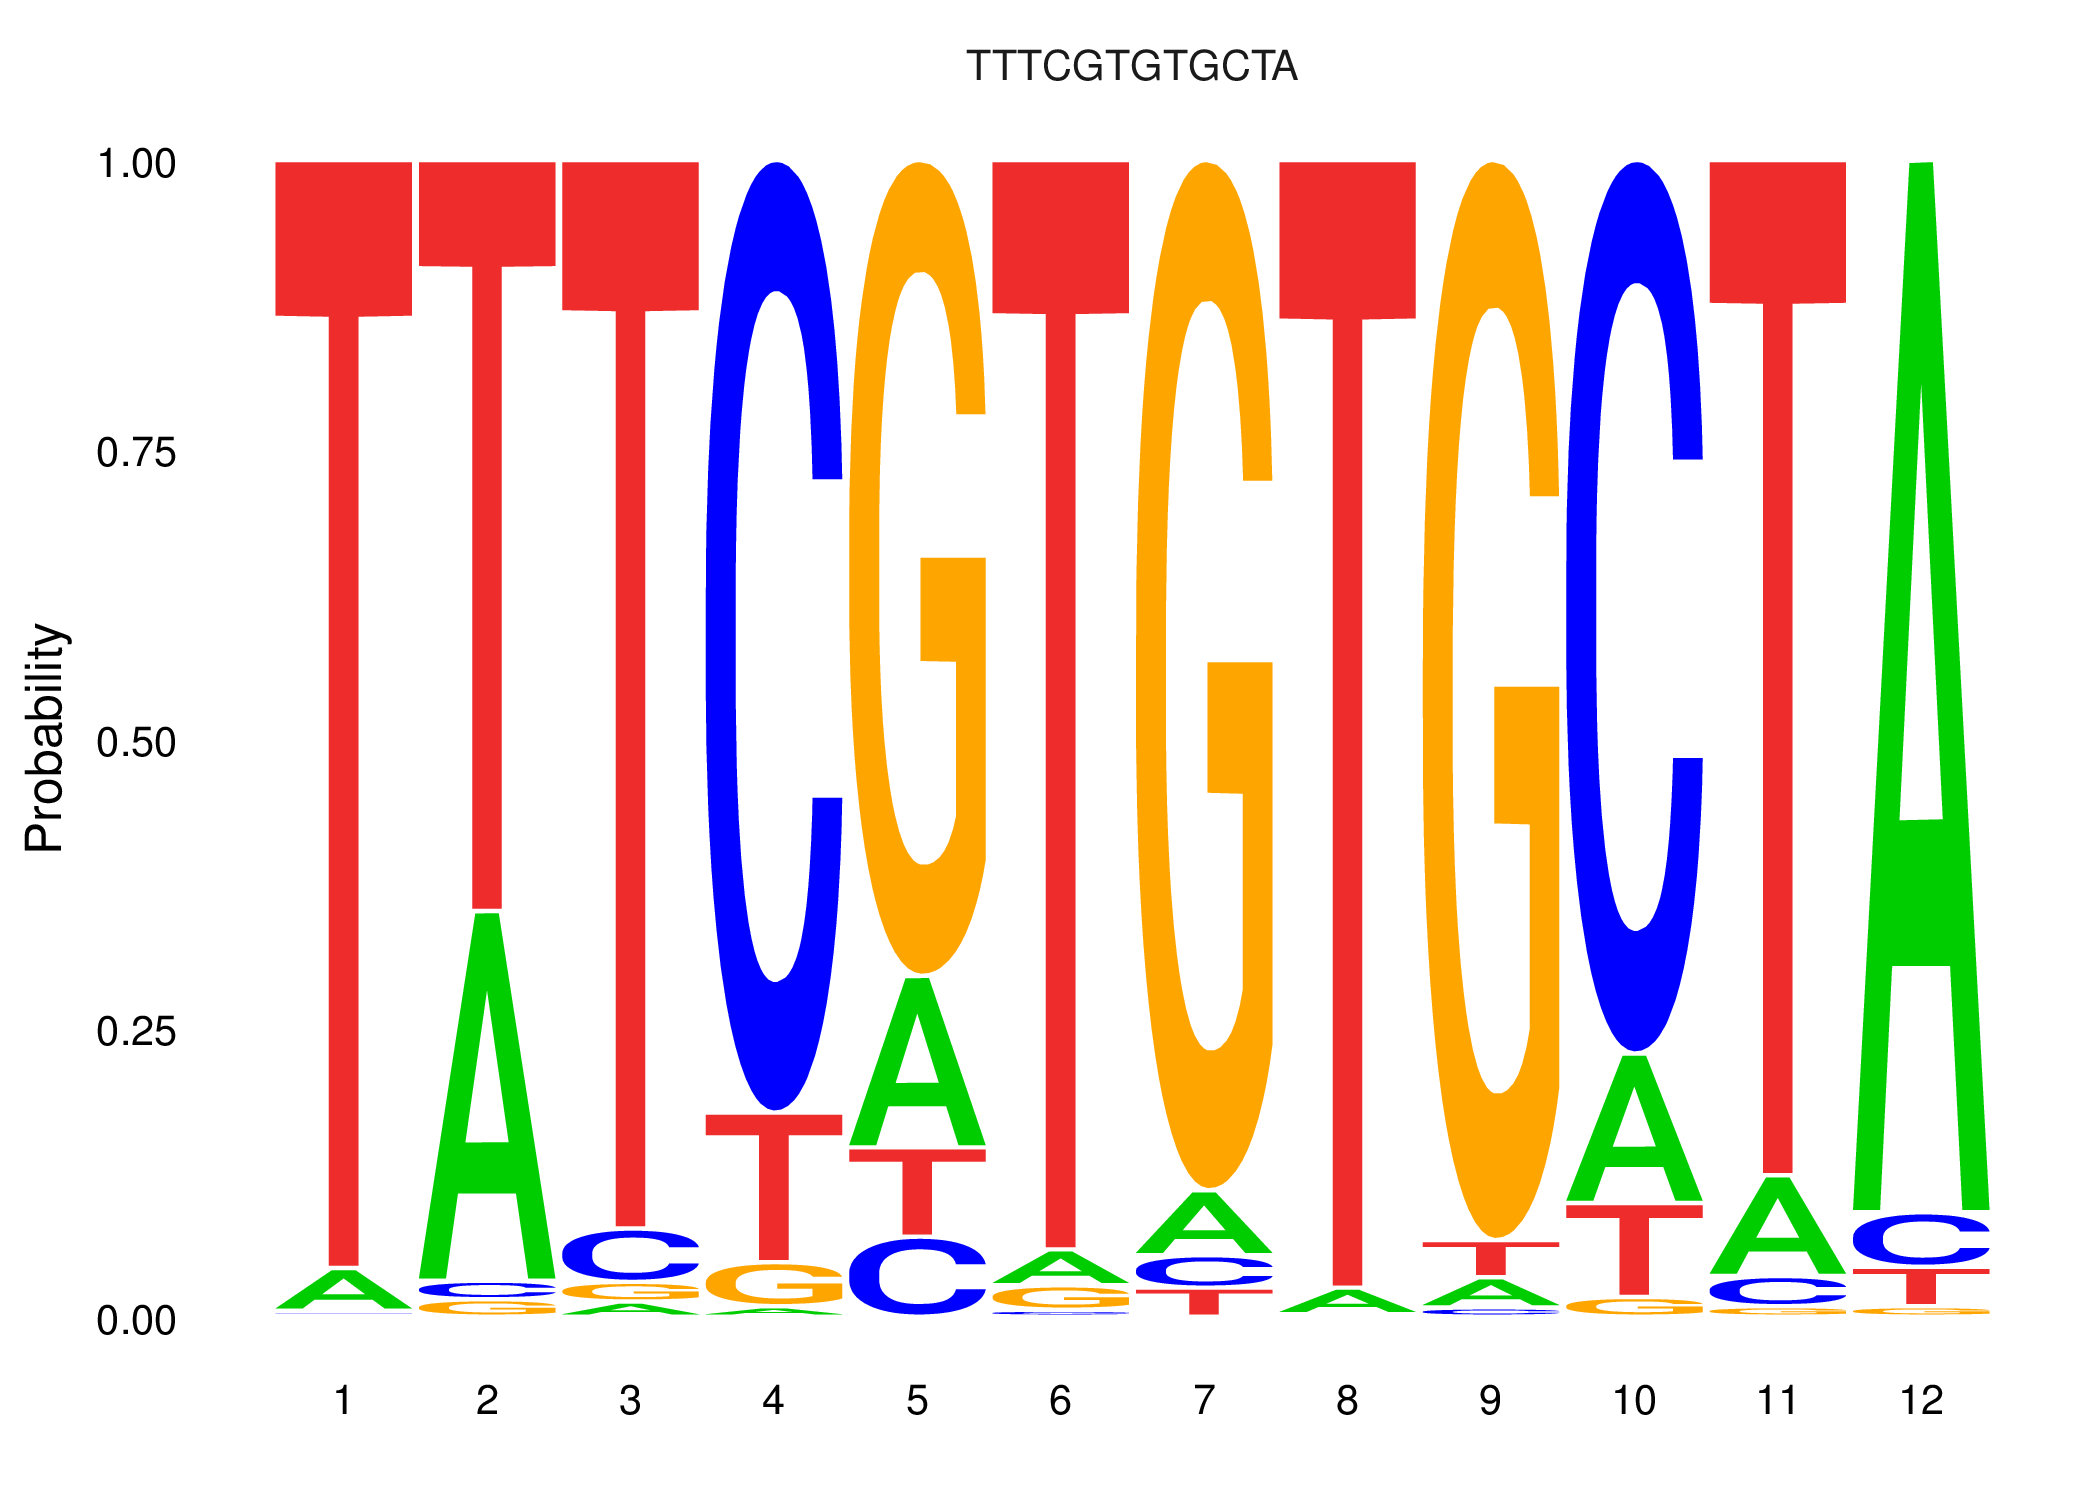 TTTCGTGTGCTA
1.00
0.75
0.50
0.25
0.00
Probability
TTTCGTGTGCTA
A A C T A A A A T A A C
C G G T G C A T C T
G A A C C T C G G G
1 2 3 4 5 6 7 8 9 10 11 12